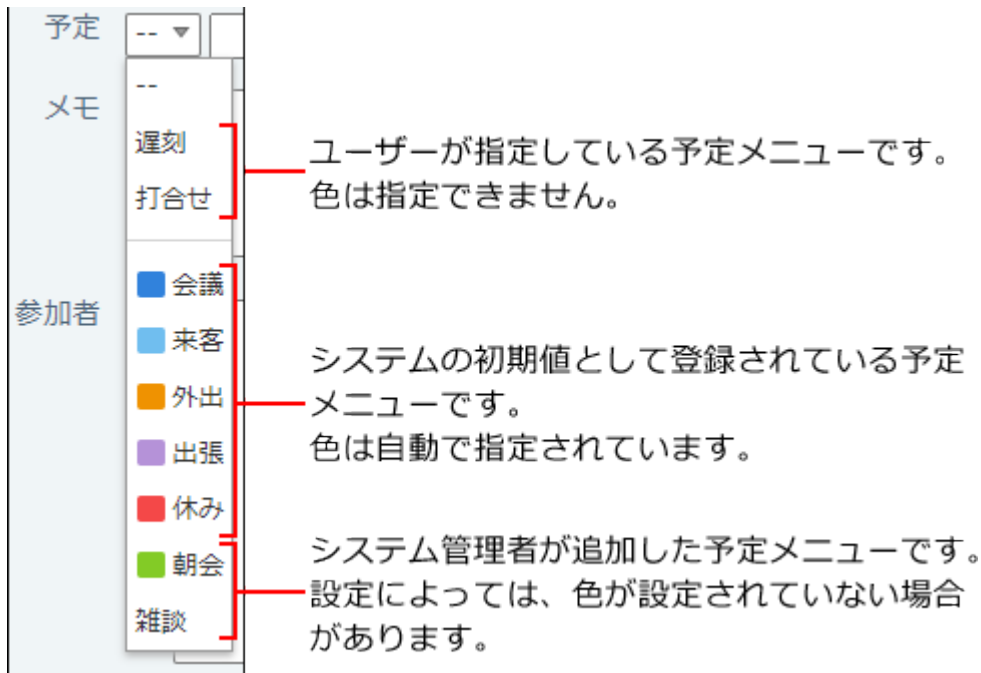 予定
--
--
メモ
遅刻
打合せ
ユーザーが指定している予定メニューです。
色は指定できません。
会議
参加者
来客
外出
出張
休み
システムの初期値として登録されている予定
メニューです。
色は自動で指定されています。
朝会
雑談
システム管理者が追加した予定メニューです。
設定によっては、色が設定されていない場合
があります。